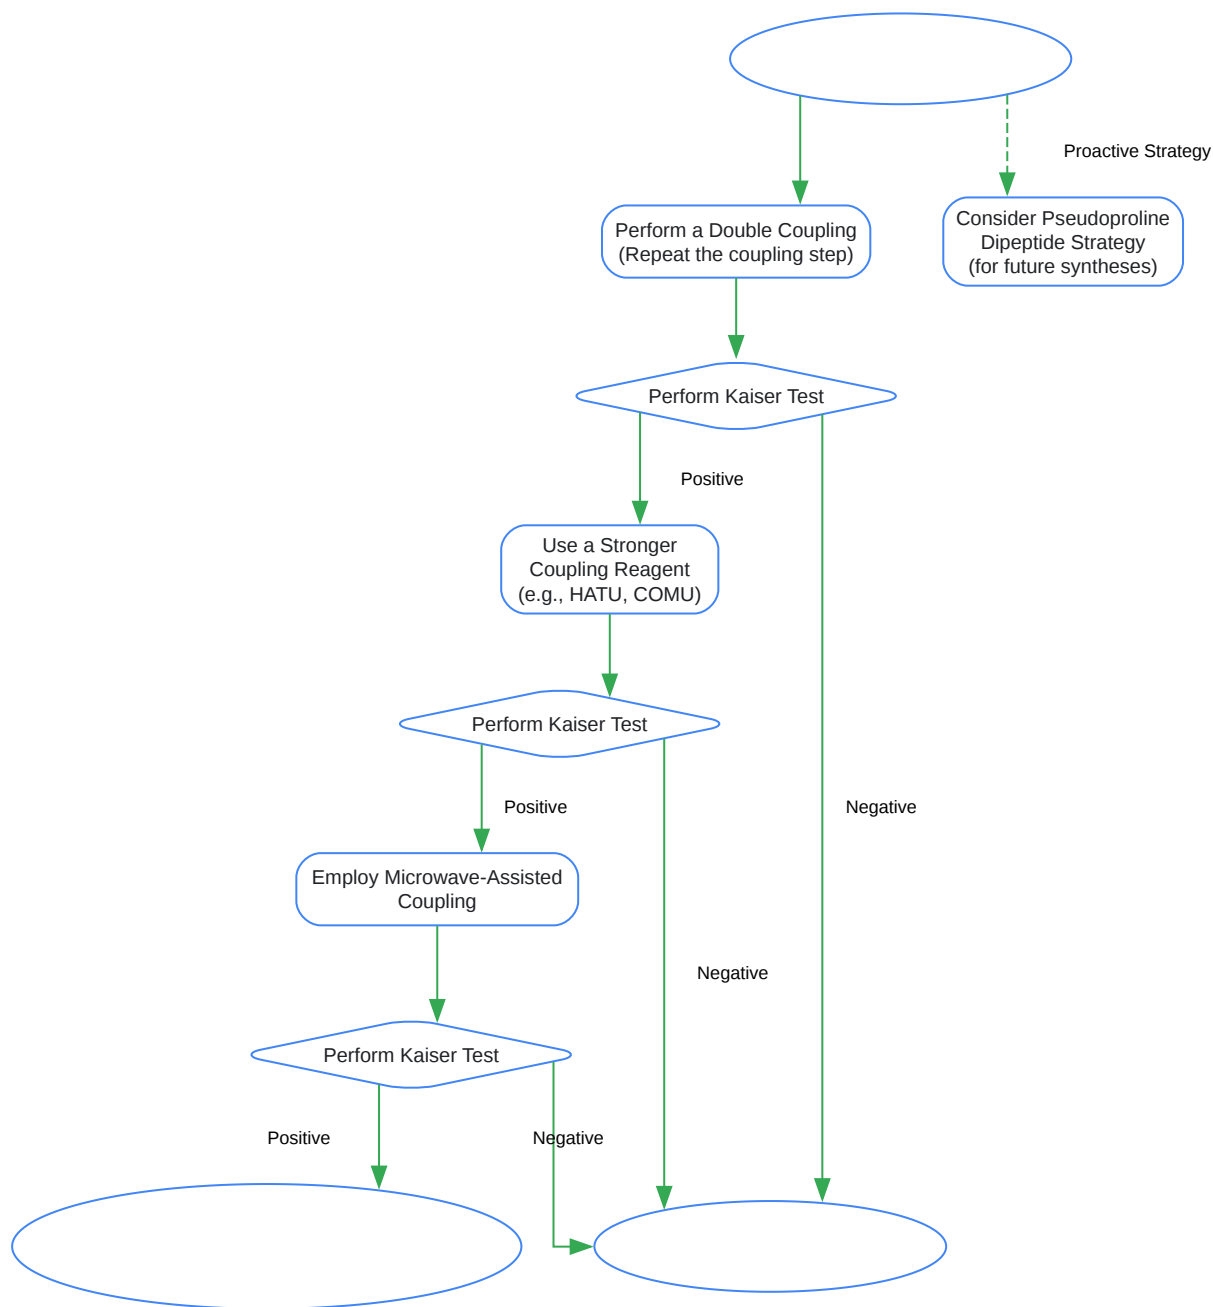 Proactive Strategy
Perform a Double Coupling
(Repeat the coupling step)
Consider Pseudoproline
Dipeptide Strategy
(for future syntheses)
Perform Kaiser Test
Positive
Use a Stronger
Coupling Reagent
(e.g., HATU, COMU)
Perform Kaiser Test
Positive
Negative
Employ Microwave-Assisted
Coupling
Negative
Perform Kaiser Test
Positive
Negative